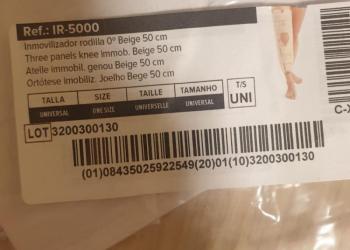 Ref.: IR-5000
Inmovilizador rodilla 0º Beige 50 cm
Three panels knee immob. Beige 50 cm
Atelle immobil. genou Beige 50 cm
Ortótese imobiliz. Joelho Beige 50 cm
TALLA SIZE TAILLE TAMANHO T/S
UNIVERSAL ONE SIZE UNIVERSELLE UNIVERSAL UNI
LOT 3200300130
(01)08435025922549(20)01(10)3200300130
C-